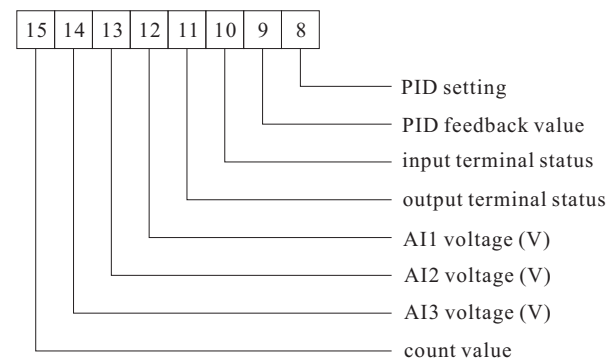 15 14 13 12 11 10 9 8
PID setting
PID feedback value
input terminal status
output terminal status
AI1 voltage (V)
AI2 voltage (V)
AI3 voltage (V)
count value